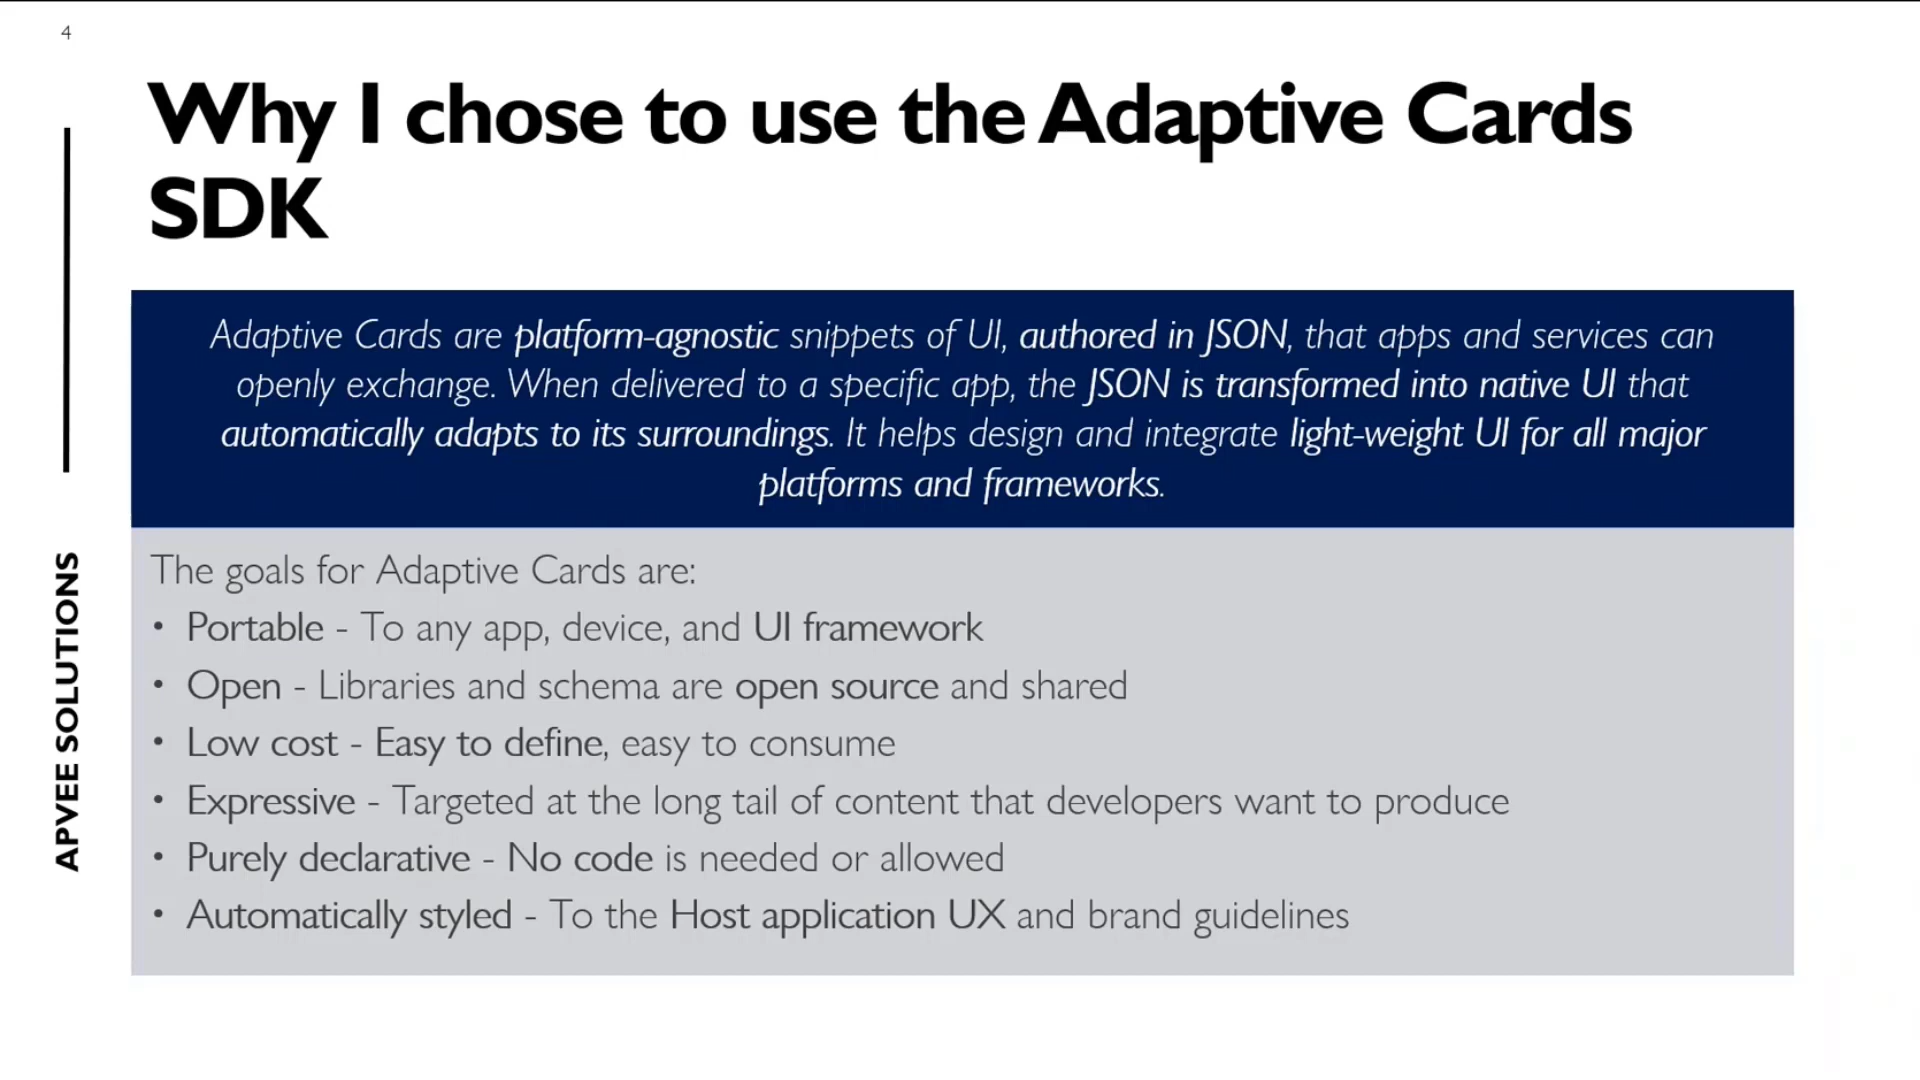 4
Why I chose to use the Adaptive Cards
SDK
Adaptive Cards are platform-agnostic snippets of UI, authored in JSON, that apps and services can
openly exchange. When delivered to a specific app, the JSON is transformed into native UI that
automatically adapts to its surroundings. It helps design and integrate light-weight UI for all major
platforms and frameworks.
The goals for Adaptive Cards are:
• Portable - To any app, device, and UI framework
• Open - Libraries and schema are open source and shared
• Low cost - Easy to define, easy to consume
• Expressive - Targeted at the long tail of content that developers want to produce
• Purely declarative - No code is needed or allowed
• Automatically styled - To the Host application UX and brand guidelines
APVEE SOLUTIONS